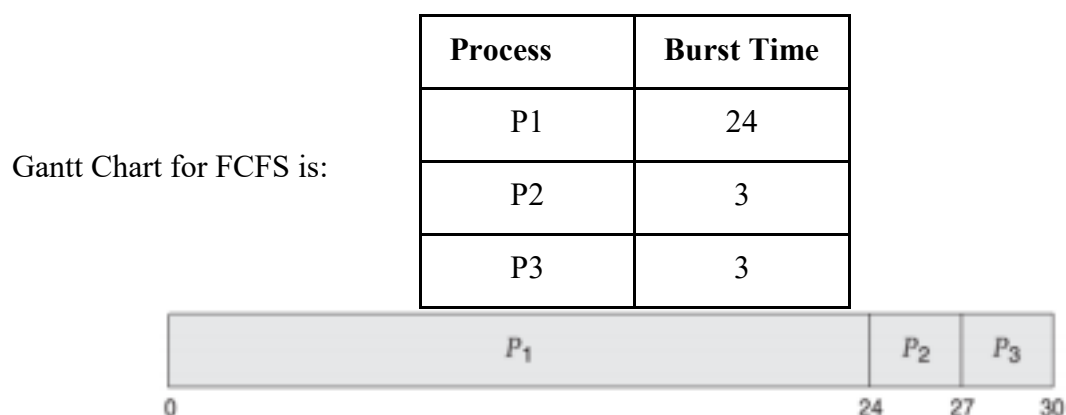 Process Burst Time
P1 24
Gantt Chart for FCFS is:
P2 3
P3 3
P1 P2 P3
0 24 27 30